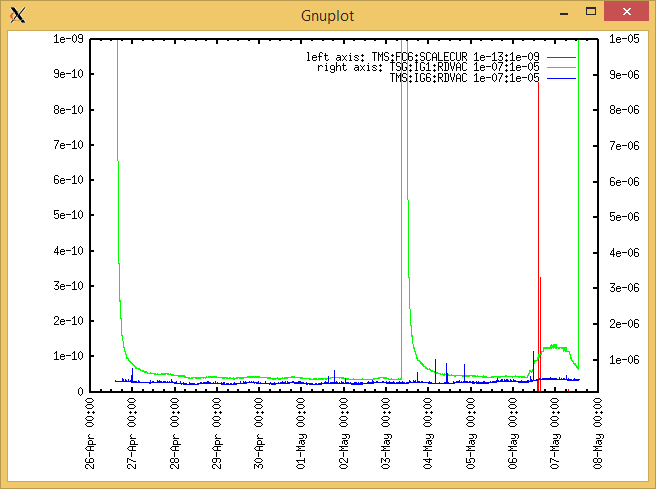 Gnuplot
1e-09
9e-10
8e-10
7e-10
6e-10
5e-10
4e-10
3e-10
2e-10
1e-10
0
left axis: TMS:FC6:SCALECUR 1e-13:1e-09
right axis: TSG:IG1:RDVAC 1e-07:1e-05
TMS:IG6:RDVAC 1e-07:1e-05
1e-05
9e-06
8e-06
7e-06
6e-06
5e-06
4e-06
3e-06
2e-06
1e-06
26-Apr 00:00
27-Apr 00:00
28-Apr 00:00
29-Apr 00:00
30-Apr 00:00
01-May 00:00
02-May 00:00
03-May 00:00
04-May 00:00
05-May 00:00
06-May 00:00
07-May 00:00
08-May 00:00